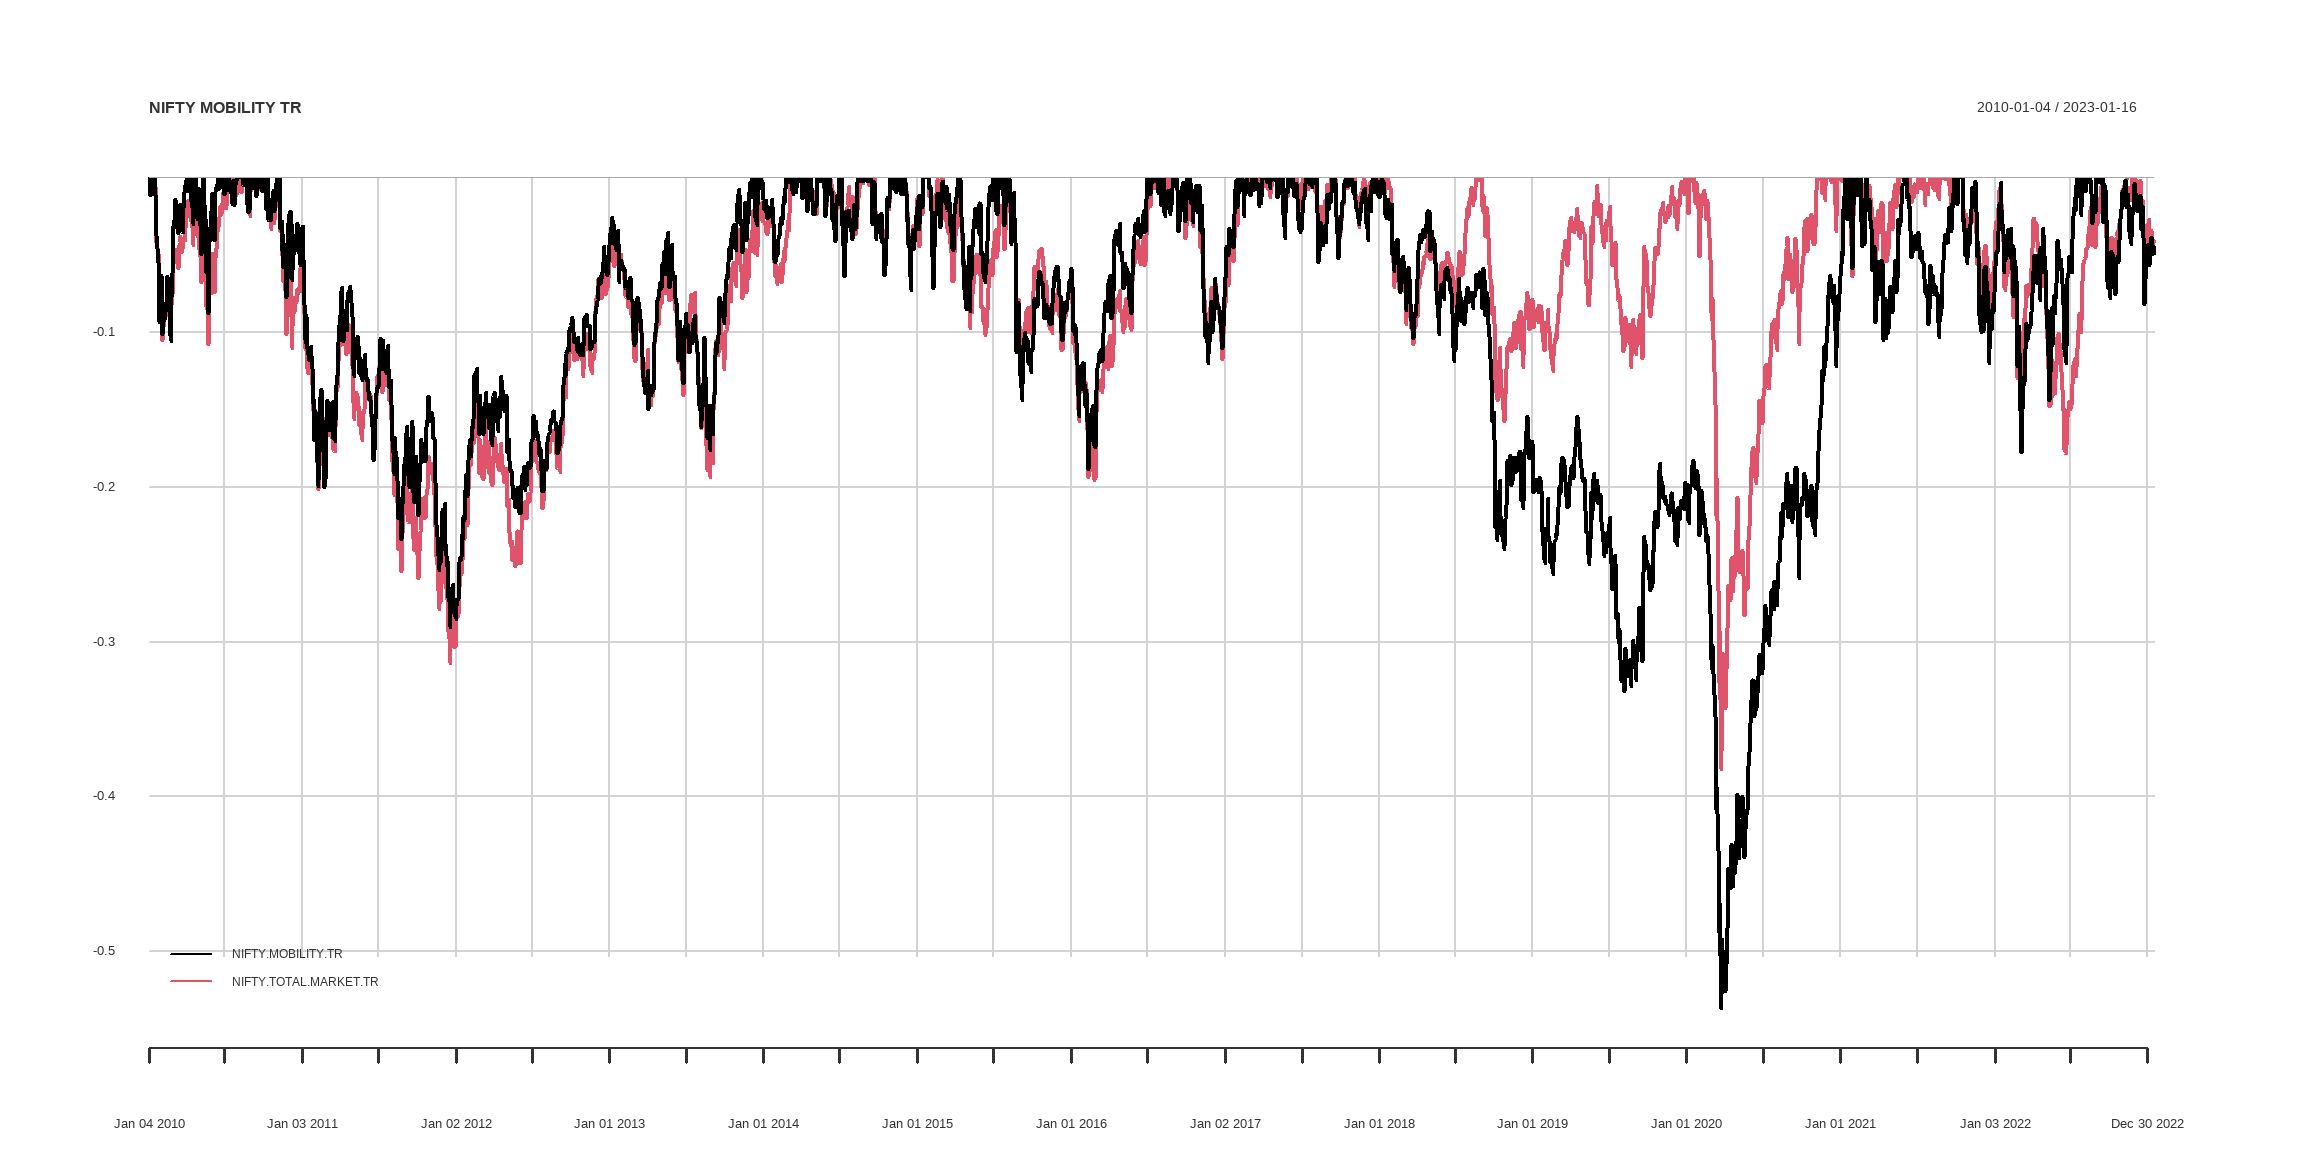 NIFTY MOBILITY TR
2010-01-04 / 2023-01-16
-0.1
-0.2
-0.3
-0.4
-0.5
NIFTY.MOBILITY.TR
NIFTY.TOTAL.MARKET.TR
Jan 04 2010 Jan 03 2011 Jan 02 2012 Jan 01 2013 Jan 01 2014 Jan 01 2015 Jan 01 2016 Jan 02 2017 Jan 01 2018 Jan 01 2019 Jan 01 2020 Jan 01 2021 Jan 03 2022 Dec 30 2022